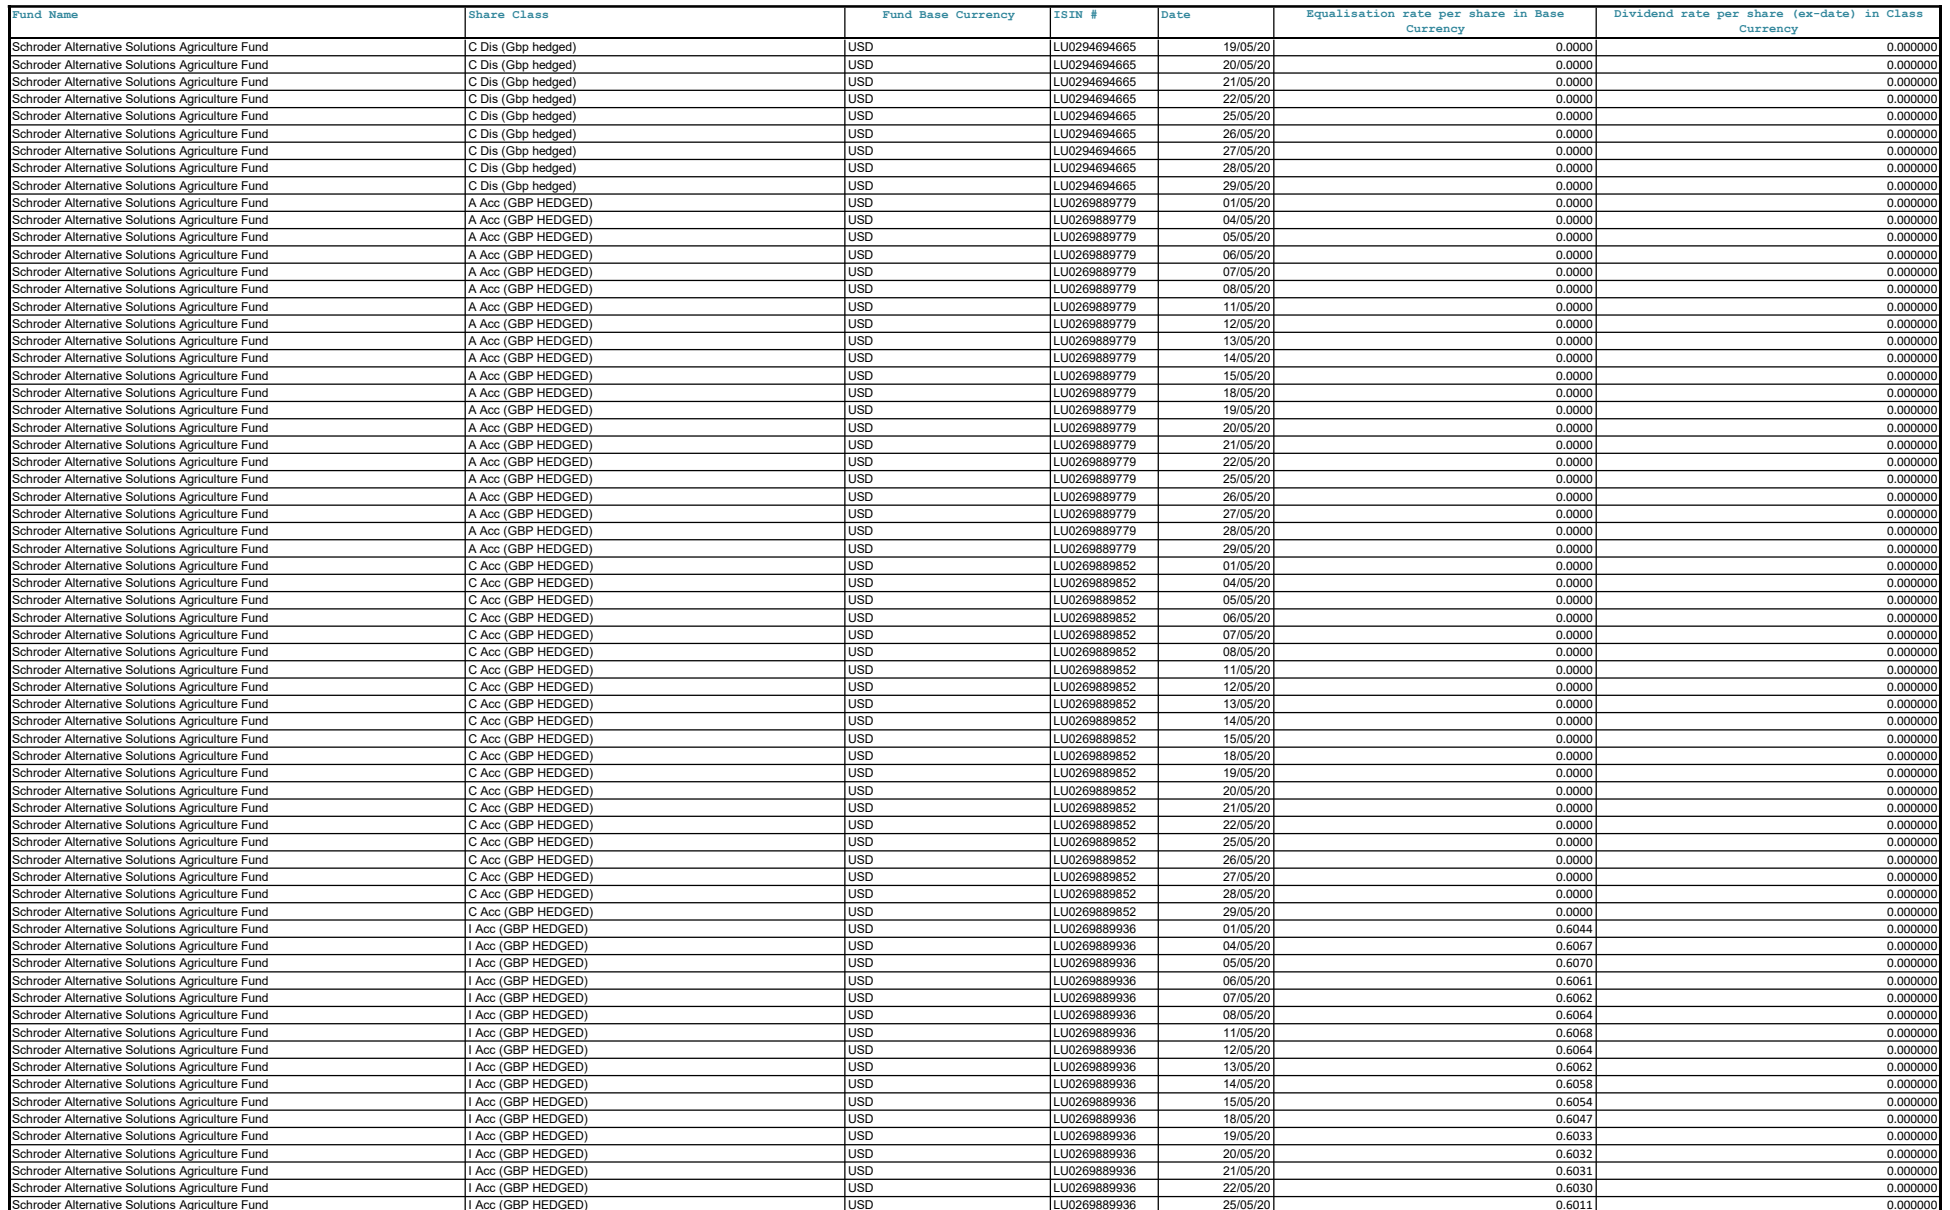 Fund Name Share Class Fund Base Currency ISIN # Date Equalisation rate per share in Base Currency Dividend rate per share (ex-date) in Class Currency
Schroder Alternative Solutions Agriculture Fund C Dis (Gbp hedged) USD LU0294694665 19/05/20 0.0000 0.000000
Schroder Alternative Solutions Agriculture Fund C Dis (Gbp hedged) USD LU0294694665 20/05/20 0.0000 0.000000
Schroder Alternative Solutions Agriculture Fund C Dis (Gbp hedged) USD LU0294694665 21/05/20 0.0000 0.000000
Schroder Alternative Solutions Agriculture Fund C Dis (Gbp hedged) USD LU0294694665 22/05/20 0.0000 0.000000
Schroder Alternative Solutions Agriculture Fund C Dis (Gbp hedged) USD LU0294694665 25/05/20 0.0000 0.000000
Schroder Alternative Solutions Agriculture Fund C Dis (Gbp hedged) USD LU0294694665 26/05/20 0.0000 0.000000
Schroder Alternative Solutions Agriculture Fund C Dis (Gbp hedged) USD LU0294694665 27/05/20 0.0000 0.000000
Schroder Alternative Solutions Agriculture Fund C Dis (Gbp hedged) USD LU0294694665 28/05/20 0.0000 0.000000
Schroder Alternative Solutions Agriculture Fund C Dis (Gbp hedged) USD LU0294694665 29/05/20 0.0000 0.000000
Schroder Alternative Solutions Agriculture Fund A Acc (GBP HEDGED) USD LU0269889779 01/05/20 0.0000 0.000000
Schroder Alternative Solutions Agriculture Fund A Acc (GBP HEDGED) USD LU0269889779 04/05/20 0.0000 0.000000
Schroder Alternative Solutions Agriculture Fund A Acc (GBP HEDGED) USD LU0269889779 05/05/20 0.0000 0.000000
Schroder Alternative Solutions Agriculture Fund A Acc (GBP HEDGED) USD LU0269889779 06/05/20 0.0000 0.000000
Schroder Alternative Solutions Agriculture Fund A Acc (GBP HEDGED) USD LU0269889779 07/05/20 0.0000 0.000000
Schroder Alternative Solutions Agriculture Fund A Acc (GBP HEDGED) USD LU0269889779 08/05/20 0.0000 0.000000
Schroder Alternative Solutions Agriculture Fund A Acc (GBP HEDGED) USD LU0269889779 11/05/20 0.0000 0.000000
Schroder Alternative Solutions Agriculture Fund A Acc (GBP HEDGED) USD LU0269889779 12/05/20 0.0000 0.000000
Schroder Alternative Solutions Agriculture Fund A Acc (GBP HEDGED) USD LU0269889779 13/05/20 0.0000 0.000000
Schroder Alternative Solutions Agriculture Fund A Acc (GBP HEDGED) USD LU0269889779 14/05/20 0.0000 0.000000
Schroder Alternative Solutions Agriculture Fund A Acc (GBP HEDGED) USD LU0269889779 15/05/20 0.0000 0.000000
Schroder Alternative Solutions Agriculture Fund A Acc (GBP HEDGED) USD LU0269889779 18/05/20 0.0000 0.000000
Schroder Alternative Solutions Agriculture Fund A Acc (GBP HEDGED) USD LU0269889779 19/05/20 0.0000 0.000000
Schroder Alternative Solutions Agriculture Fund A Acc (GBP HEDGED) USD LU0269889779 20/05/20 0.0000 0.000000
Schroder Alternative Solutions Agriculture Fund A Acc (GBP HEDGED) USD LU0269889779 21/05/20 0.0000 0.000000
Schroder Alternative Solutions Agriculture Fund A Acc (GBP HEDGED) USD LU0269889779 22/05/20 0.0000 0.000000
Schroder Alternative Solutions Agriculture Fund A Acc (GBP HEDGED) USD LU0269889779 25/05/20 0.0000 0.000000
Schroder Alternative Solutions Agriculture Fund A Acc (GBP HEDGED) USD LU0269889779 26/05/20 0.0000 0.000000
Schroder Alternative Solutions Agriculture Fund A Acc (GBP HEDGED) USD LU0269889779 27/05/20 0.0000 0.000000
Schroder Alternative Solutions Agriculture Fund A Acc (GBP HEDGED) USD LU0269889779 28/05/20 0.0000 0.000000
Schroder Alternative Solutions Agriculture Fund A Acc (GBP HEDGED) USD LU0269889779 29/05/20 0.0000 0.000000
Schroder Alternative Solutions Agriculture Fund C Acc (GBP HEDGED) USD LU0269889852 01/05/20 0.0000 0.000000
Schroder Alternative Solutions Agriculture Fund C Acc (GBP HEDGED) USD LU0269889852 04/05/20 0.0000 0.000000
Schroder Alternative Solutions Agriculture Fund C Acc (GBP HEDGED) USD LU0269889852 05/05/20 0.0000 0.000000
Schroder Alternative Solutions Agriculture Fund C Acc (GBP HEDGED) USD LU0269889852 06/05/20 0.0000 0.000000
Schroder Alternative Solutions Agriculture Fund C Acc (GBP HEDGED) USD LU0269889852 07/05/20 0.0000 0.000000
Schroder Alternative Solutions Agriculture Fund C Acc (GBP HEDGED) USD LU0269889852 08/05/20 0.0000 0.000000
Schroder Alternative Solutions Agriculture Fund C Acc (GBP HEDGED) USD LU0269889852 11/05/20 0.0000 0.000000
Schroder Alternative Solutions Agriculture Fund C Acc (GBP HEDGED) USD LU0269889852 12/05/20 0.0000 0.000000
Schroder Alternative Solutions Agriculture Fund C Acc (GBP HEDGED) USD LU0269889852 13/05/20 0.0000 0.000000
Schroder Alternative Solutions Agriculture Fund C Acc (GBP HEDGED) USD LU0269889852 14/05/20 0.0000 0.000000
Schroder Alternative Solutions Agriculture Fund C Acc (GBP HEDGED) USD LU0269889852 15/05/20 0.0000 0.000000
Schroder Alternative Solutions Agriculture Fund C Acc (GBP HEDGED) USD LU0269889852 18/05/20 0.0000 0.000000
Schroder Alternative Solutions Agriculture Fund C Acc (GBP HEDGED) USD LU0269889852 19/05/20 0.0000 0.000000
Schroder Alternative Solutions Agriculture Fund C Acc (GBP HEDGED) USD LU0269889852 20/05/20 0.0000 0.000000
Schroder Alternative Solutions Agriculture Fund C Acc (GBP HEDGED) USD LU0269889852 21/05/20 0.0000 0.000000
Schroder Alternative Solutions Agriculture Fund C Acc (GBP HEDGED) USD LU0269889852 22/05/20 0.0000 0.000000
Schroder Alternative Solutions Agriculture Fund C Acc (GBP HEDGED) USD LU0269889852 25/05/20 0.0000 0.000000
Schroder Alternative Solutions Agriculture Fund C Acc (GBP HEDGED) USD LU0269889852 26/05/20 0.0000 0.000000
Schroder Alternative Solutions Agriculture Fund C Acc (GBP HEDGED) USD LU0269889852 27/05/20 0.0000 0.000000
Schroder Alternative Solutions Agriculture Fund C Acc (GBP HEDGED) USD LU0269889852 28/05/20 0.0000 0.000000
Schroder Alternative Solutions Agriculture Fund C Acc (GBP HEDGED) USD LU0269889852 29/05/20 0.0000 0.000000
Schroder Alternative Solutions Agriculture Fund I Acc (GBP HEDGED) USD LU0269889936 01/05/20 0.6044 0.000000
Schroder Alternative Solutions Agriculture Fund I Acc (GBP HEDGED) USD LU0269889936 04/05/20 0.6067 0.000000
Schroder Alternative Solutions Agriculture Fund I Acc (GBP HEDGED) USD LU0269889936 05/05/20 0.6070 0.000000
Schroder Alternative Solutions Agriculture Fund I Acc (GBP HEDGED) USD LU0269889936 06/05/20 0.6061 0.000000
Schroder Alternative Solutions Agriculture Fund I Acc (GBP HEDGED) USD LU0269889936 07/05/20 0.6062 0.000000
Schroder Alternative Solutions Agriculture Fund I Acc (GBP HEDGED) USD LU0269889936 08/05/20 0.6064 0.000000
Schroder Alternative Solutions Agriculture Fund I Acc (GBP HEDGED) USD LU0269889936 11/05/20 0.6068 0.000000
Schroder Alternative Solutions Agriculture Fund I Acc (GBP HEDGED) USD LU0269889936 12/05/20 0.6064 0.000000
Schroder Alternative Solutions Agriculture Fund I Acc (GBP HEDGED) USD LU0269889936 13/05/20 0.6062 0.000000
Schroder Alternative Solutions Agriculture Fund I Acc (GBP HEDGED) USD LU0269889936 14/05/20 0.6058 0.000000
Schroder Alternative Solutions Agriculture Fund I Acc (GBP HEDGED) USD LU0269889936 15/05/20 0.6054 0.000000
Schroder Alternative Solutions Agriculture Fund I Acc (GBP HEDGED) USD LU0269889936 18/05/20 0.6047 0.000000
Schroder Alternative Solutions Agriculture Fund I Acc (GBP HEDGED) USD LU0269889936 19/05/20 0.6033 0.000000
Schroder Alternative Solutions Agriculture Fund I Acc (GBP HEDGED) USD LU0269889936 20/05/20 0.6032 0.000000
Schroder Alternative Solutions Agriculture Fund I Acc (GBP HEDGED) USD LU0269889936 21/05/20 0.6031 0.000000
Schroder Alternative Solutions Agriculture Fund I Acc (GBP HEDGED) USD LU0269889936 22/05/20 0.6030 0.000000
Schroder Alternative Solutions Agriculture Fund I Acc (GBP HEDGED) USD LU0269889936 25/05/20 0.6011 0.000000